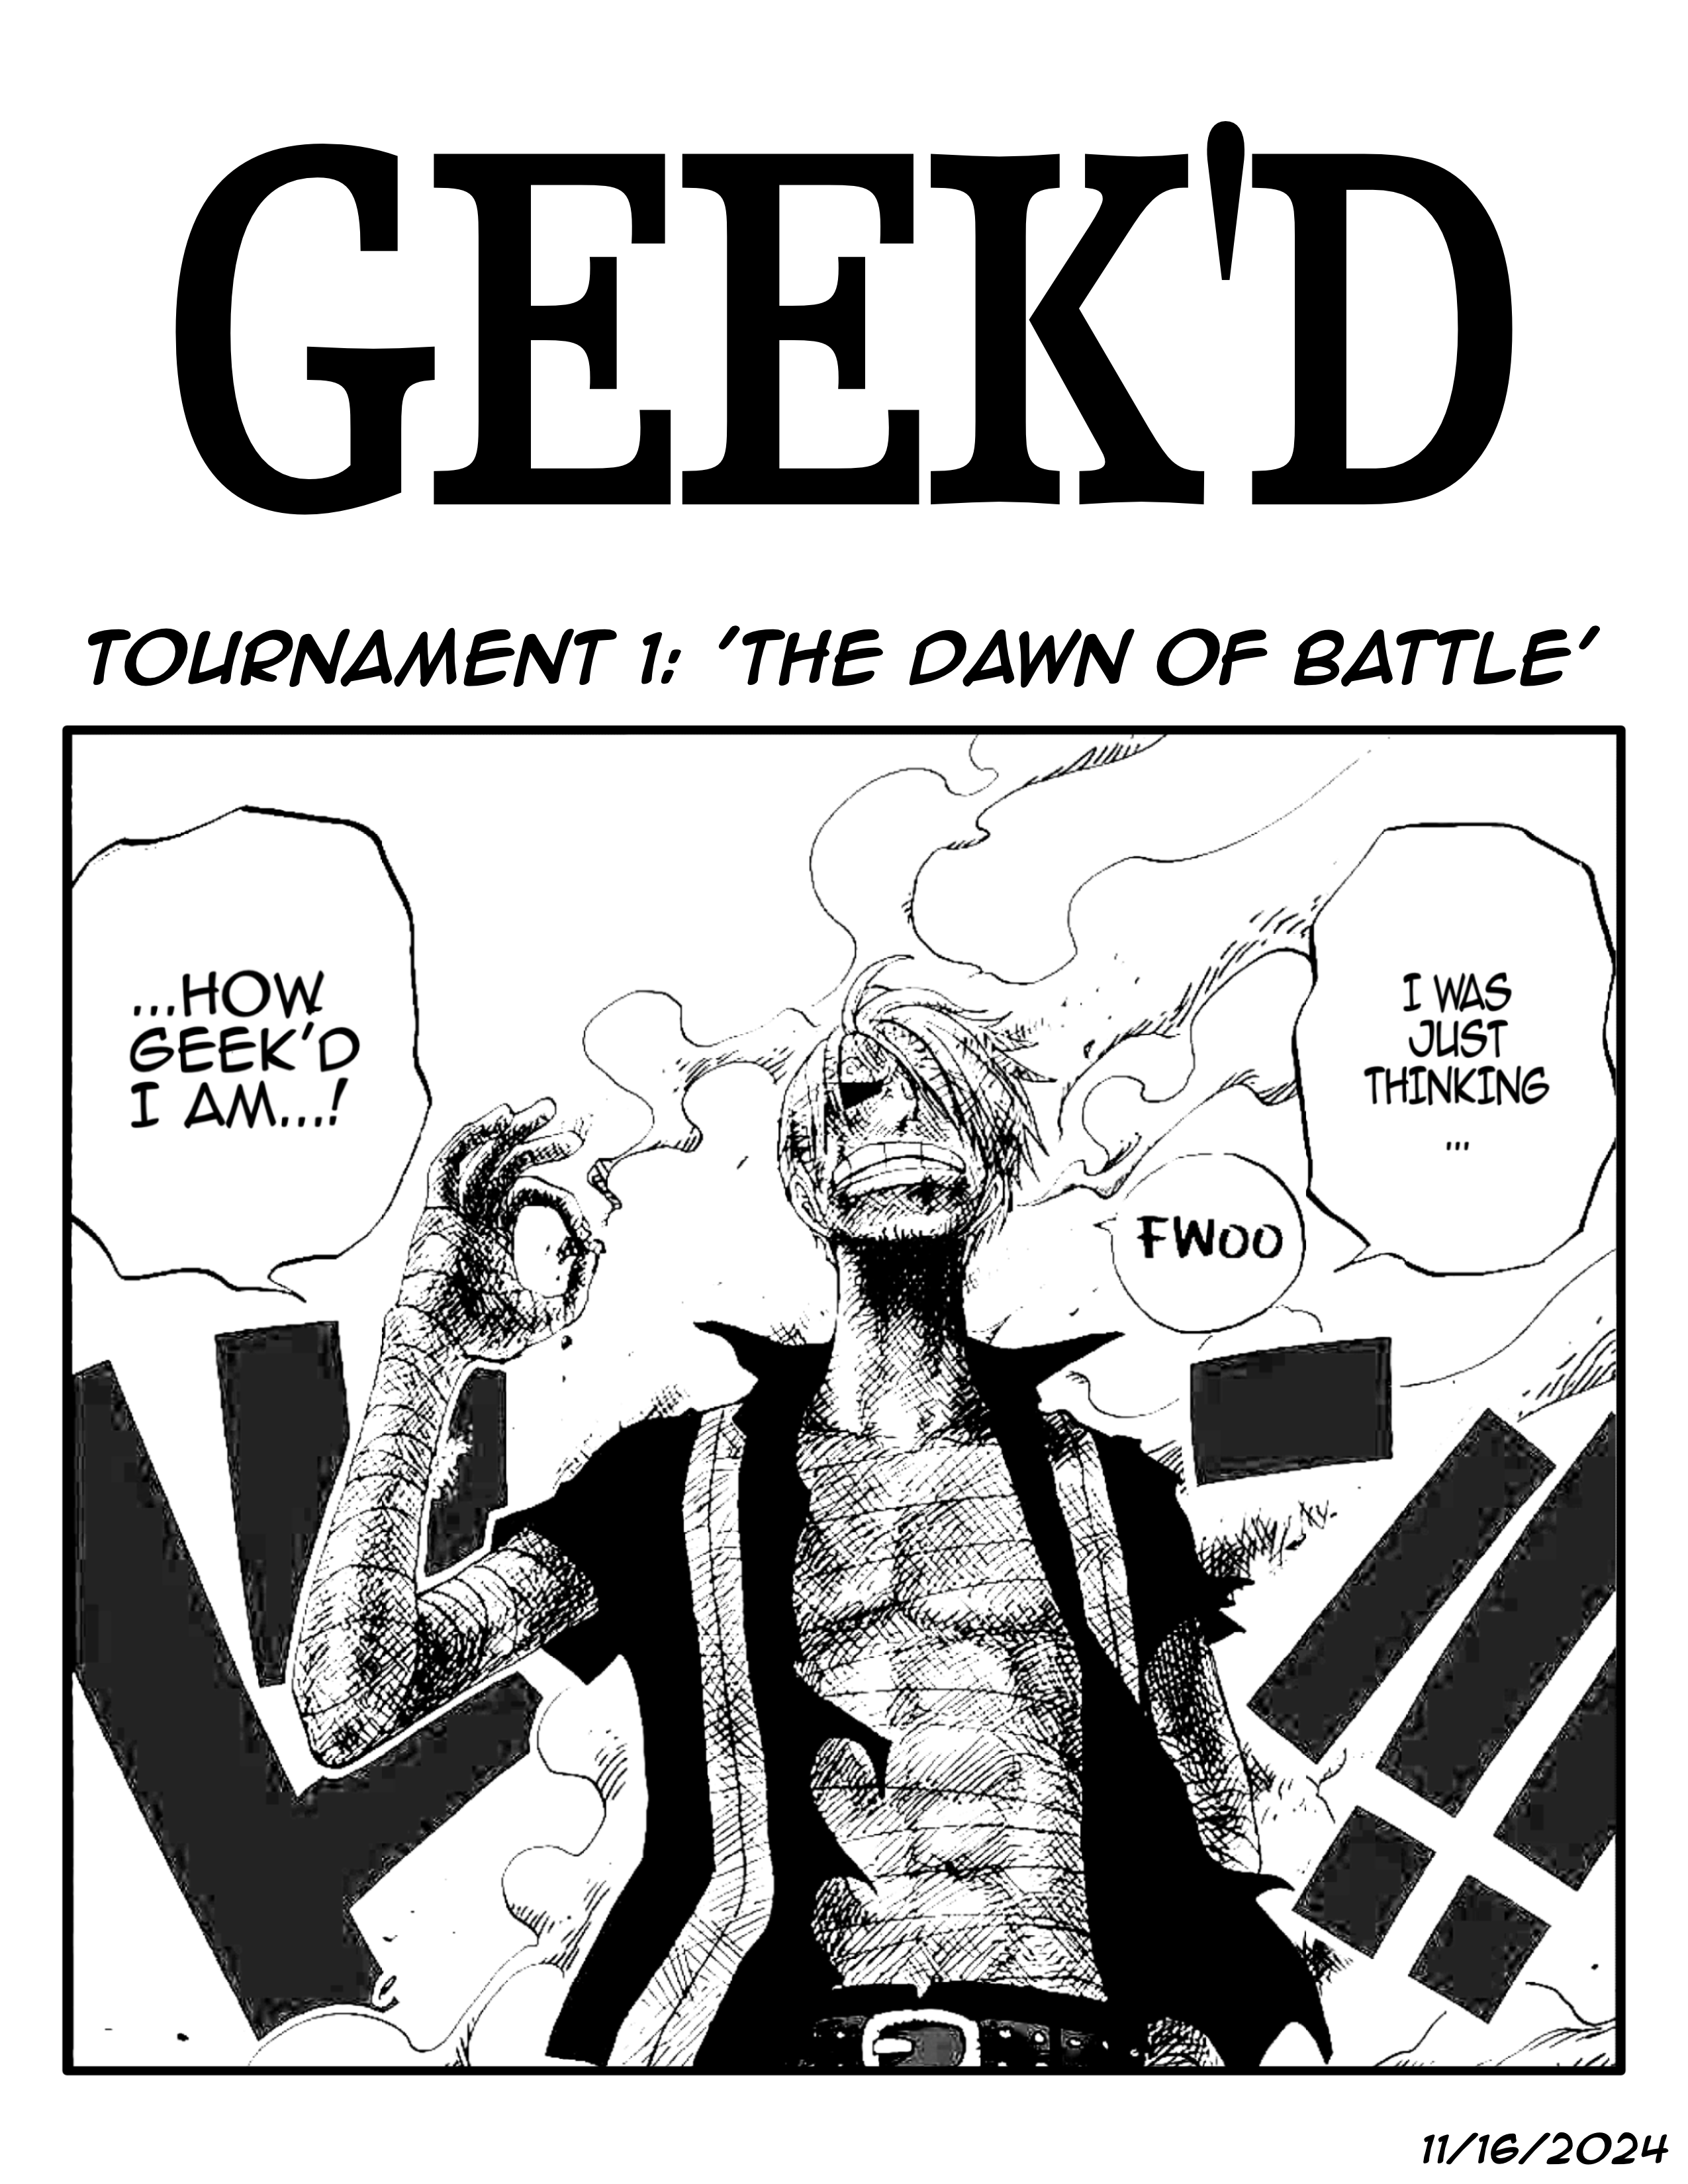 GEEK'D
TOURNAMENT 1: 'THE DAWN OF BATTLE'
I WAS
JUST
THINKING
...
FWOO
...HOW
GEEK'D
I AM...!
11/16/2024